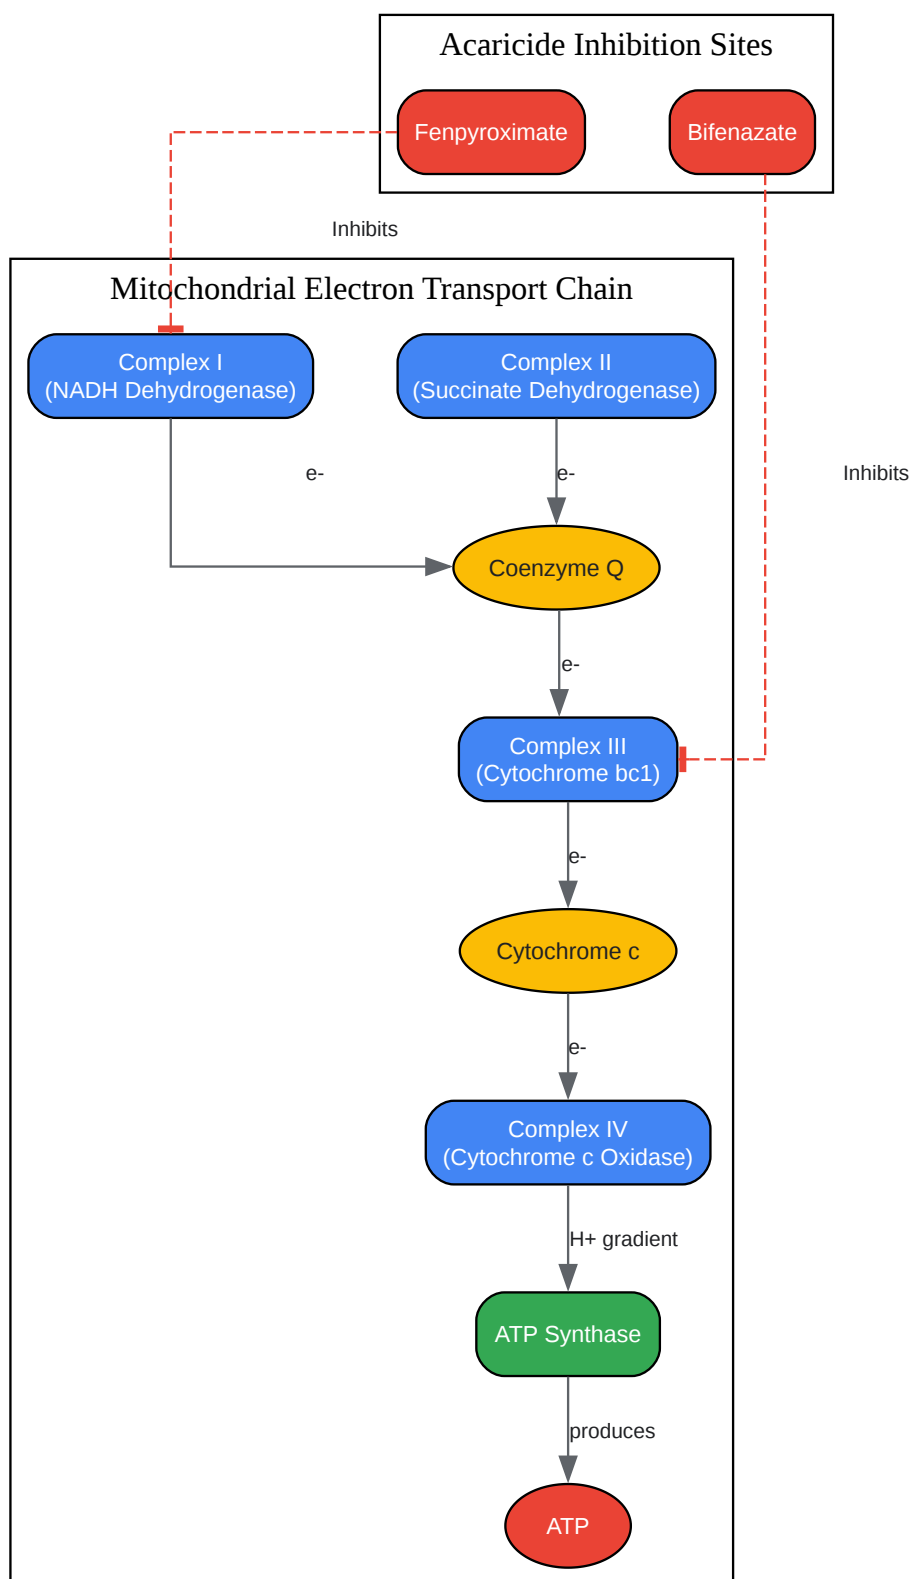 Acaricide Inhibition Sites
Fenpyroximate
Bifenazate
Inhibits
Mitochondrial Electron Transport Chain
Complex I
(NADH Dehydrogenase)
Complex II
(Succinate Dehydrogenase)
e-
e-
Inhibits
Coenzyme Q
e-
Complex III
(Cytochrome bc1)
e-
Cytochrome c
e-
Complex IV
(Cytochrome c Oxidase)
H+ gradient
ATP Synthase
produces
ATP